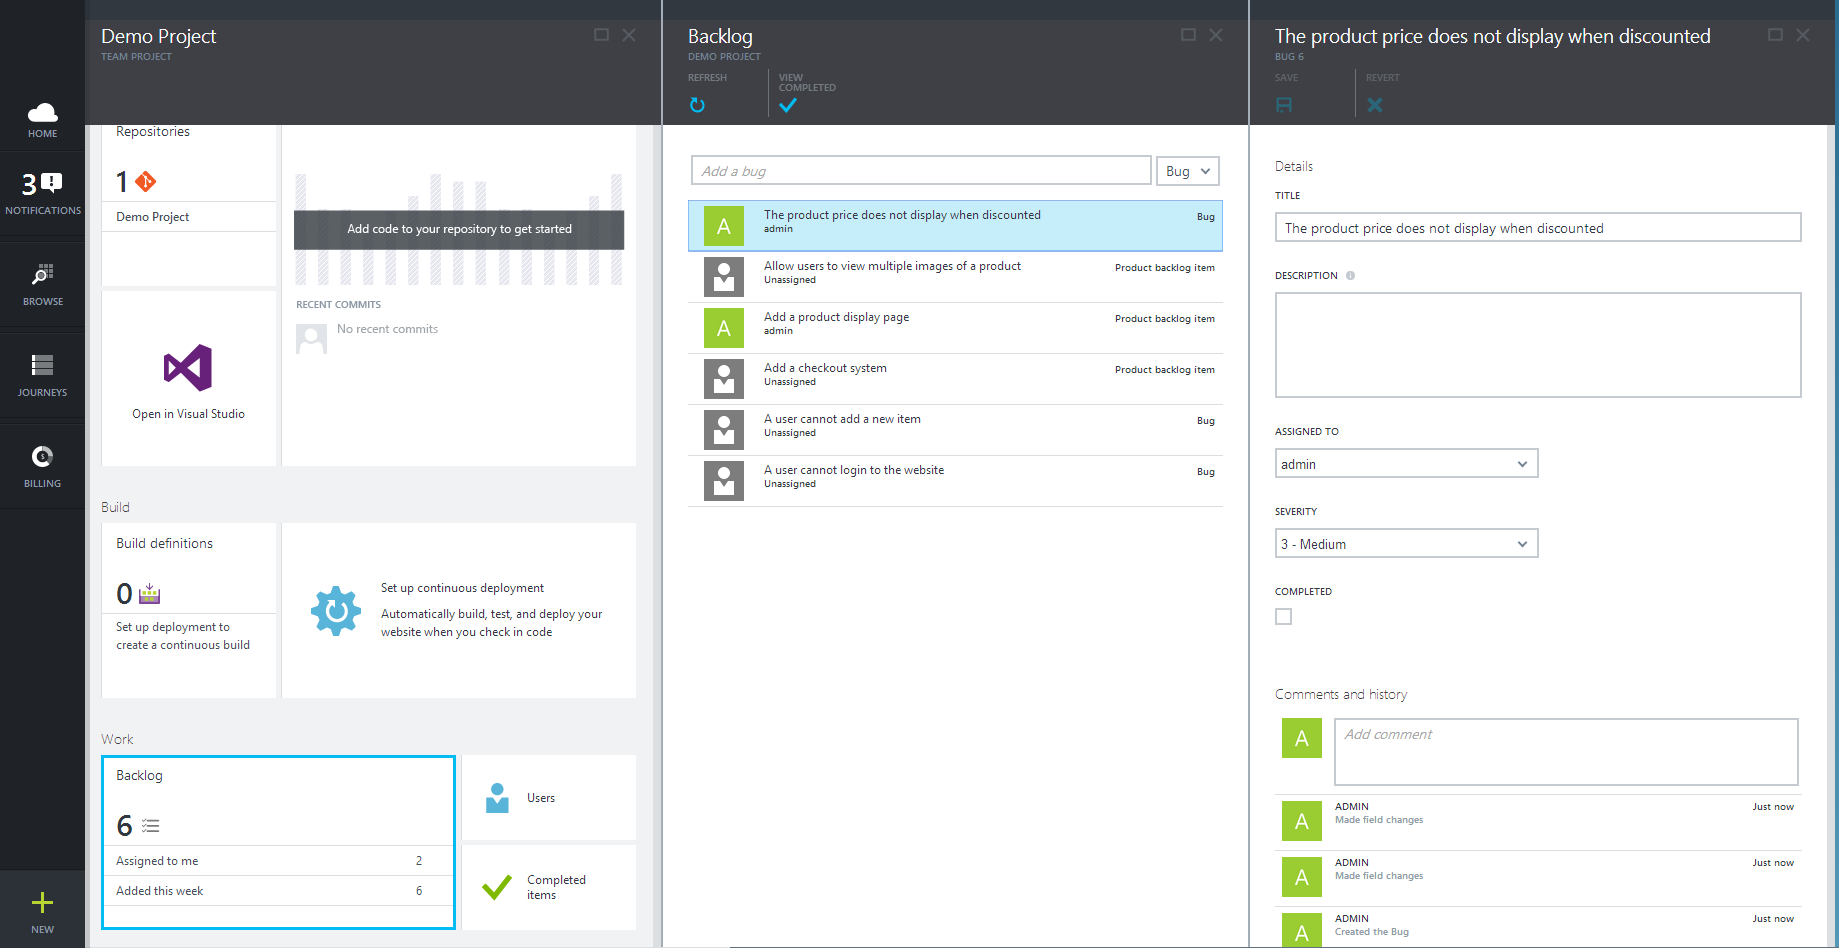 HOME
3
NOTIFICATIONS
BROWSE
JOURNEYS
BILLING
NEW
Demo Project
TEAM PROJECT
Repositories
1
Demo Project
Add code to your repository to get started
RECENT COMMITS
No recent commits
Open in Visual Studio
Build
Build definitions
0
Set up deployment to
create a continuous build
Set up continuous deployment
Automatically build, test, and deploy your
website when you check in code
Work
Backlog
6
Assigned to me 2
Added this week 6
Users
Completed
items
Backlog
DEMO PROJECT
REFRESH
VIEW
COMPLETED
Add a bug
Bug
A
The product price does not display when discounted
admin
Bug
Allow users to view multiple images of a product
Unassigned
Product backlog item
A
Add a product display page
admin
Product backlog item
Add a checkout system
Unassigned
Product backlog item
A user cannot add a new item
Unassigned
Bug
A user cannot login to the website
Unassigned
Bug
The product price does not display when discounted
BUG 6
SAVE
REVERT
Details
TITLE
The product price does not display when discounted
DESCRIPTION
ASSIGNED TO
admin
SEVERITY
3 - Medium
COMPLETED
Comments and history
A
Add comment
A
ADMIN
Made field changes
Just now
A
ADMIN
Made field changes
Just now
A
ADMIN
Created the Bug
Just now